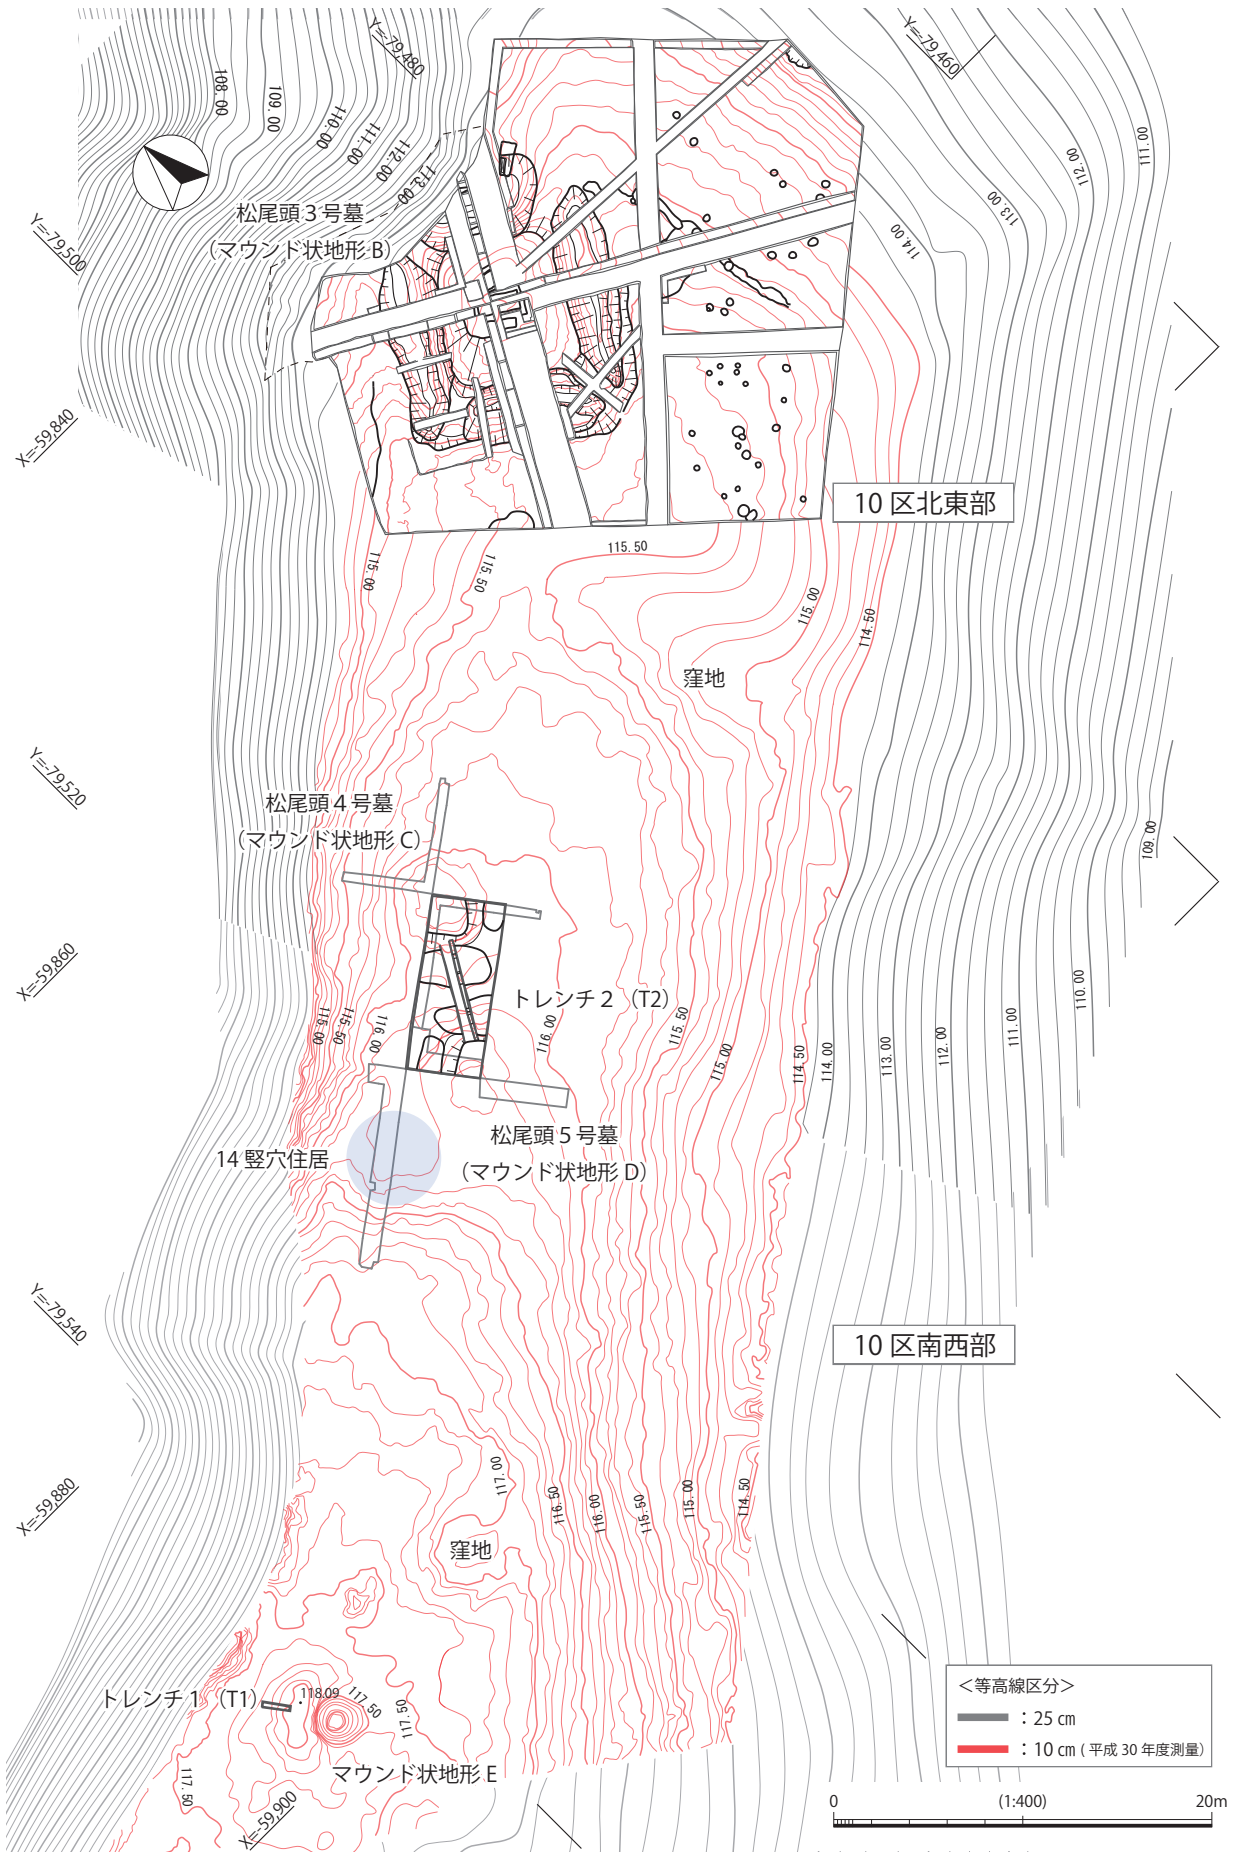 Y=-79,480
Y=-79,460
108.00
109.00
110.00
111.00
112.00
113.00
111.00
112.00
113.00
114.00
松尾頭３号墓
（マウンド状地形 B）
Y=-79,500
X=-59,840
10 区北東部
115.50
115.00
115.50
115.00
114.50
窪地
Y=-79,520
松尾頭４号墓
（マウンド状地形 C）
109.00
X=-59,860
トレンチ２（T2）
115.00
115.50
116.00
116.00
115.50
115.00
114.50
114.00
113.00
112.00
111.00
110.00
松尾頭５号墓
（マウンド状地形 D）
14 竪穴住居
Y=-79,540
10 区南西部
X=-59,880
117.00
116.50
116.00
115.50
115.00
114.50
窪地
トレンチ１（T1）
118.09
117.50
117.50
117.50
マウンド状地形 E
X=-59,900
＜等高線区分＞
：25 ㎝
：10 ㎝ ( 平成 30 年度測量)
0 (1:400) 20m